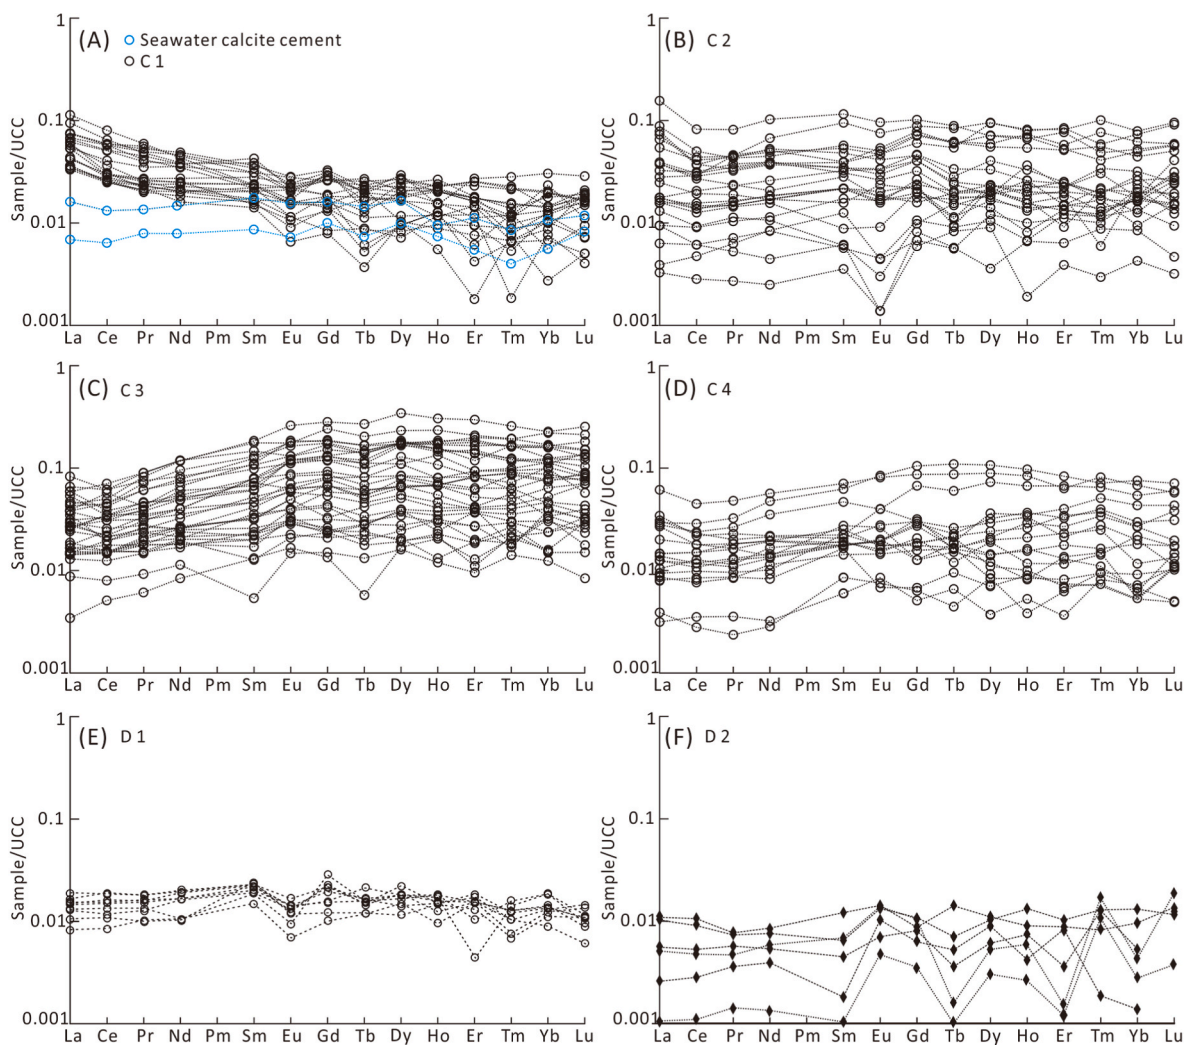 (A)
Seawater calcite cement
C 1
1
0.1
0.01
0.001
Sample/UCC
La Ce Pr Nd Pm Sm Eu Gd Tb Dy Ho Er Tm Yb Lu
(B) C 2
1
0.1
0.01
0.001
Sample/UCC
La Ce Pr Nd Pm Sm Eu Gd Tb Dy Ho Er Tm Yb Lu
(C) C 3
1
0.1
0.01
0.001
Sample/UCC
La Ce Pr Nd Pm Sm Eu Gd Tb Dy Ho Er Tm Yb Lu
(D) C 4
1
0.1
0.01
0.001
Sample/UCC
La Ce Pr Nd Pm Sm Eu Gd Tb Dy Ho Er Tm Yb Lu
(E) D 1
1
0.1
0.01
0.001
Sample/UCC
La Ce Pr Nd Pm Sm Eu Gd Tb Dy Ho Er Tm Yb Lu
(F) D 2
1
0.1
0.01
0.001
Sample/UCC
La Ce Pr Nd Pm Sm Eu Gd Tb Dy Ho Er Tm Yb Lu